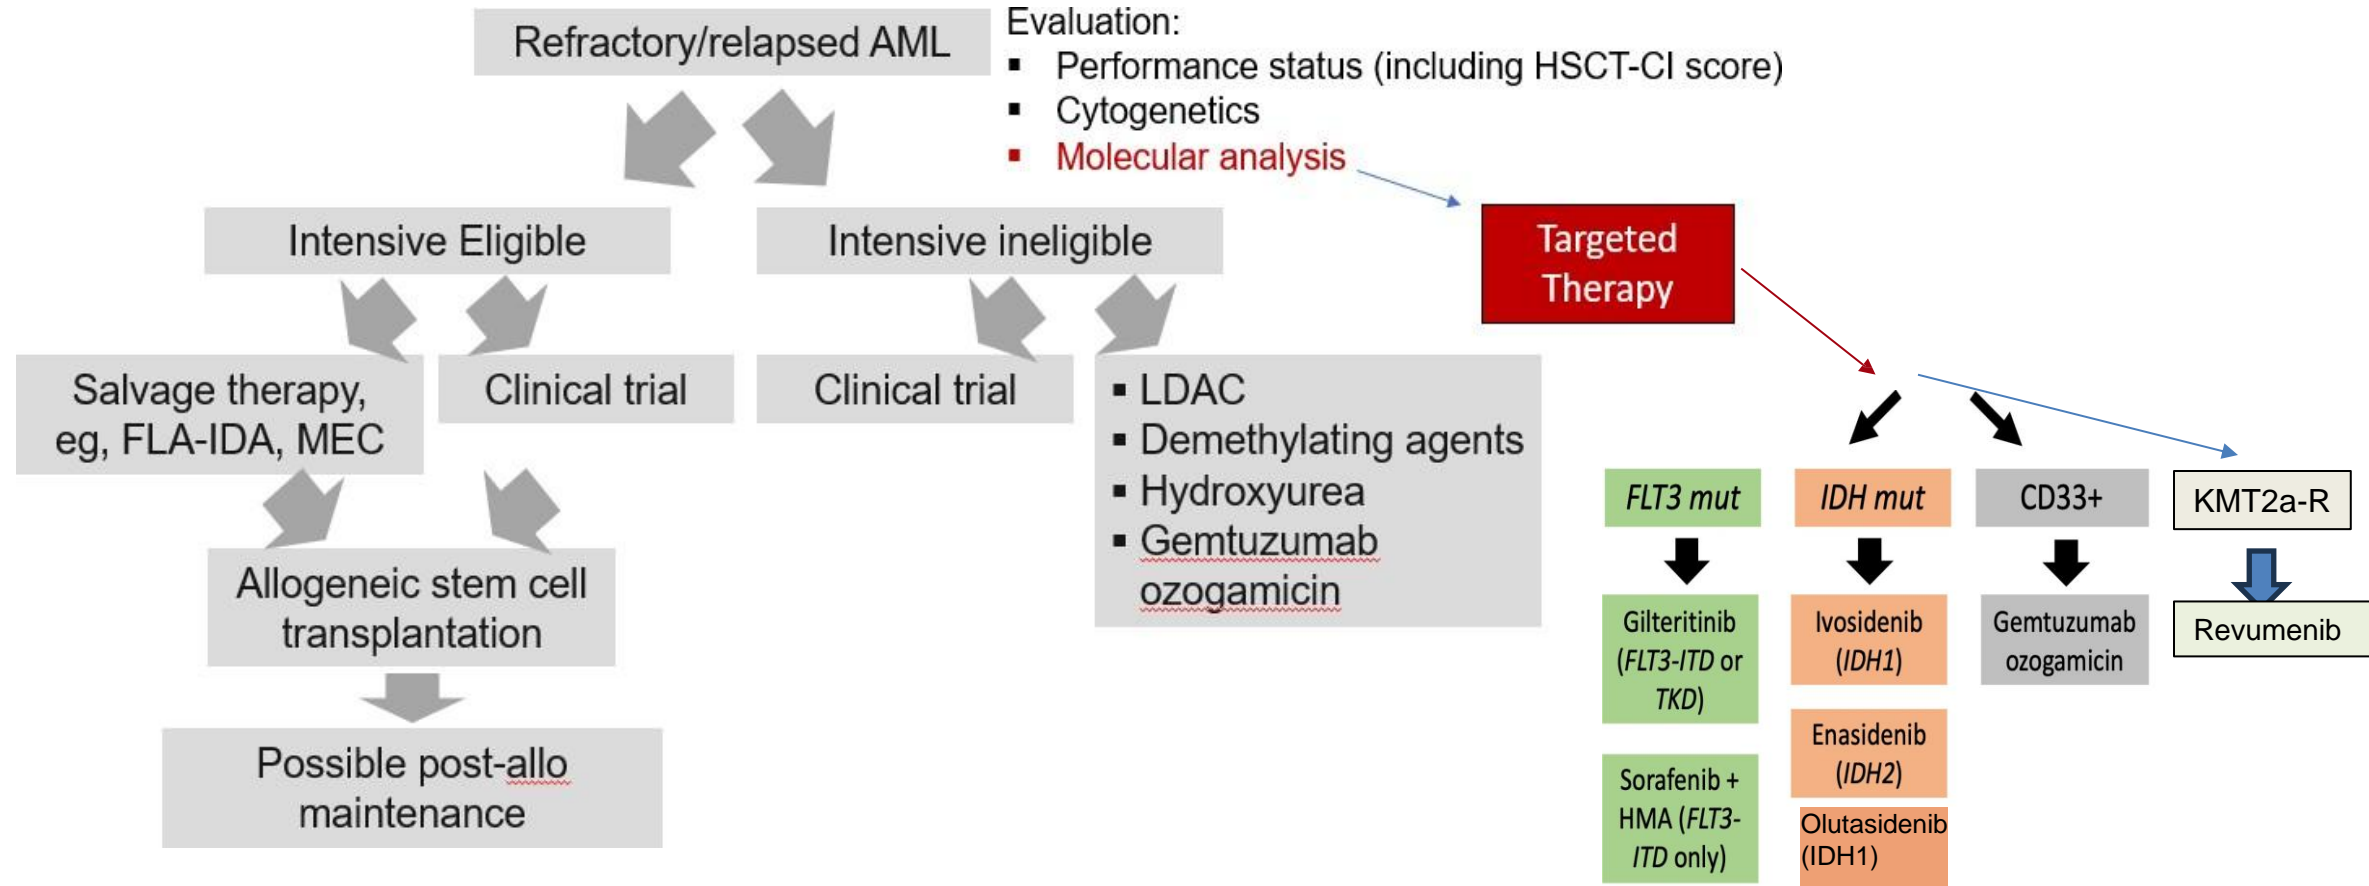 Refractory/relapsed AML
Evaluation:
▪ Performance status (including HSCT-CI score)
▪ Cytogenetics
▪ Molecular analysis
Intensive Eligible
Intensive ineligible
Targeted
Therapy
Salvage therapy,
eg, FLA-IDA, MEC
Clinical trial
Clinical trial
▪ LDAC
▪ Demethylating agents
▪ Hydroxyurea
▪ Gemtuzumab
ozogamicin
Allogeneic stem cell
transplantation
Possible post-allo
maintenance
FLT3 mut
IDH mut
CD33+
KMT2a-R
Gilteritinib
(FLT3-ITD or
TKD)
Sorafenib +
HMA (FLT3-
ITD only)
Ivosidenib
(IDH1)
Enasidenib
(IDH2)
Olutasidenib
(IDH1)
Gemtuzumab
ozogamicin
Revumenib